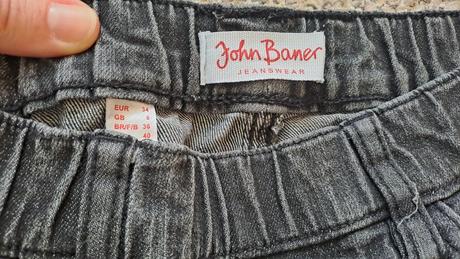 John Baner
JEANSWEAR
EUR 34
GB 6
BR/F/B 36
40